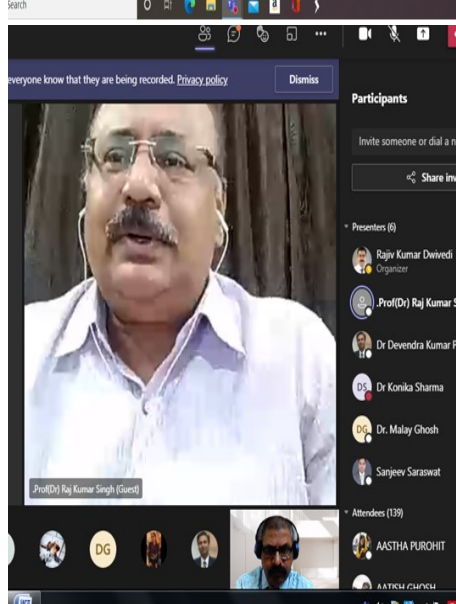 Search
everyone know that they are being recorded. Privacy policy
Dismiss
Participants
Invite someone or dial a n
Share inv
Presenters (6)
Rajiv Kumar Dwivedi
Organizer
.Prof(Dr) Raj Kumar S
Dr Devendra Kumar P
DS
Dr Konika Sharma
DG
Dr. Malay Ghosh
Sanjeev Saraswat
Attendees (139)
AASTHA PUROHIT
AATISH GHOSH
.Prof(Dr) Raj Kumar Singh (Guest)
DG